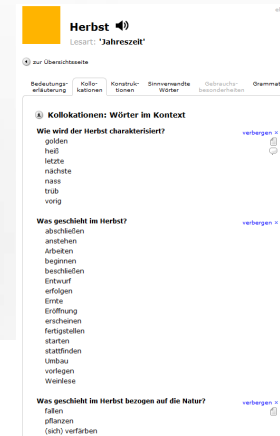 Herbst
Lesart: 'Jahreszeit'
zur Übersichtsseite
Bedeutungs-
erläuterung
Kollo-
kationen
Konstruk-
tionen
Sinnverwandte
Wörter
Gebrauchs-
besonderheiten
Grammat
Kollokationen: Wörter im Kontext
Wie wird der Herbst charakterisiert?
verbergen ×
golden
heiß
letzte
nächste
nass
trüb
vorig
Was geschieht im Herbst?
verbergen ×
abschließen
anstehen
Arbeiten
beginnen
beschließen
Entwurf
erfolgen
Ernte
Eröffnung
erscheinen
fertigstellen
starten
stattfinden
Umbau
vorlegen
Weinlese
Was geschieht im Herbst bezogen auf die Natur?
verbergen ×
fallen
pflanzen
(sich) verfärben